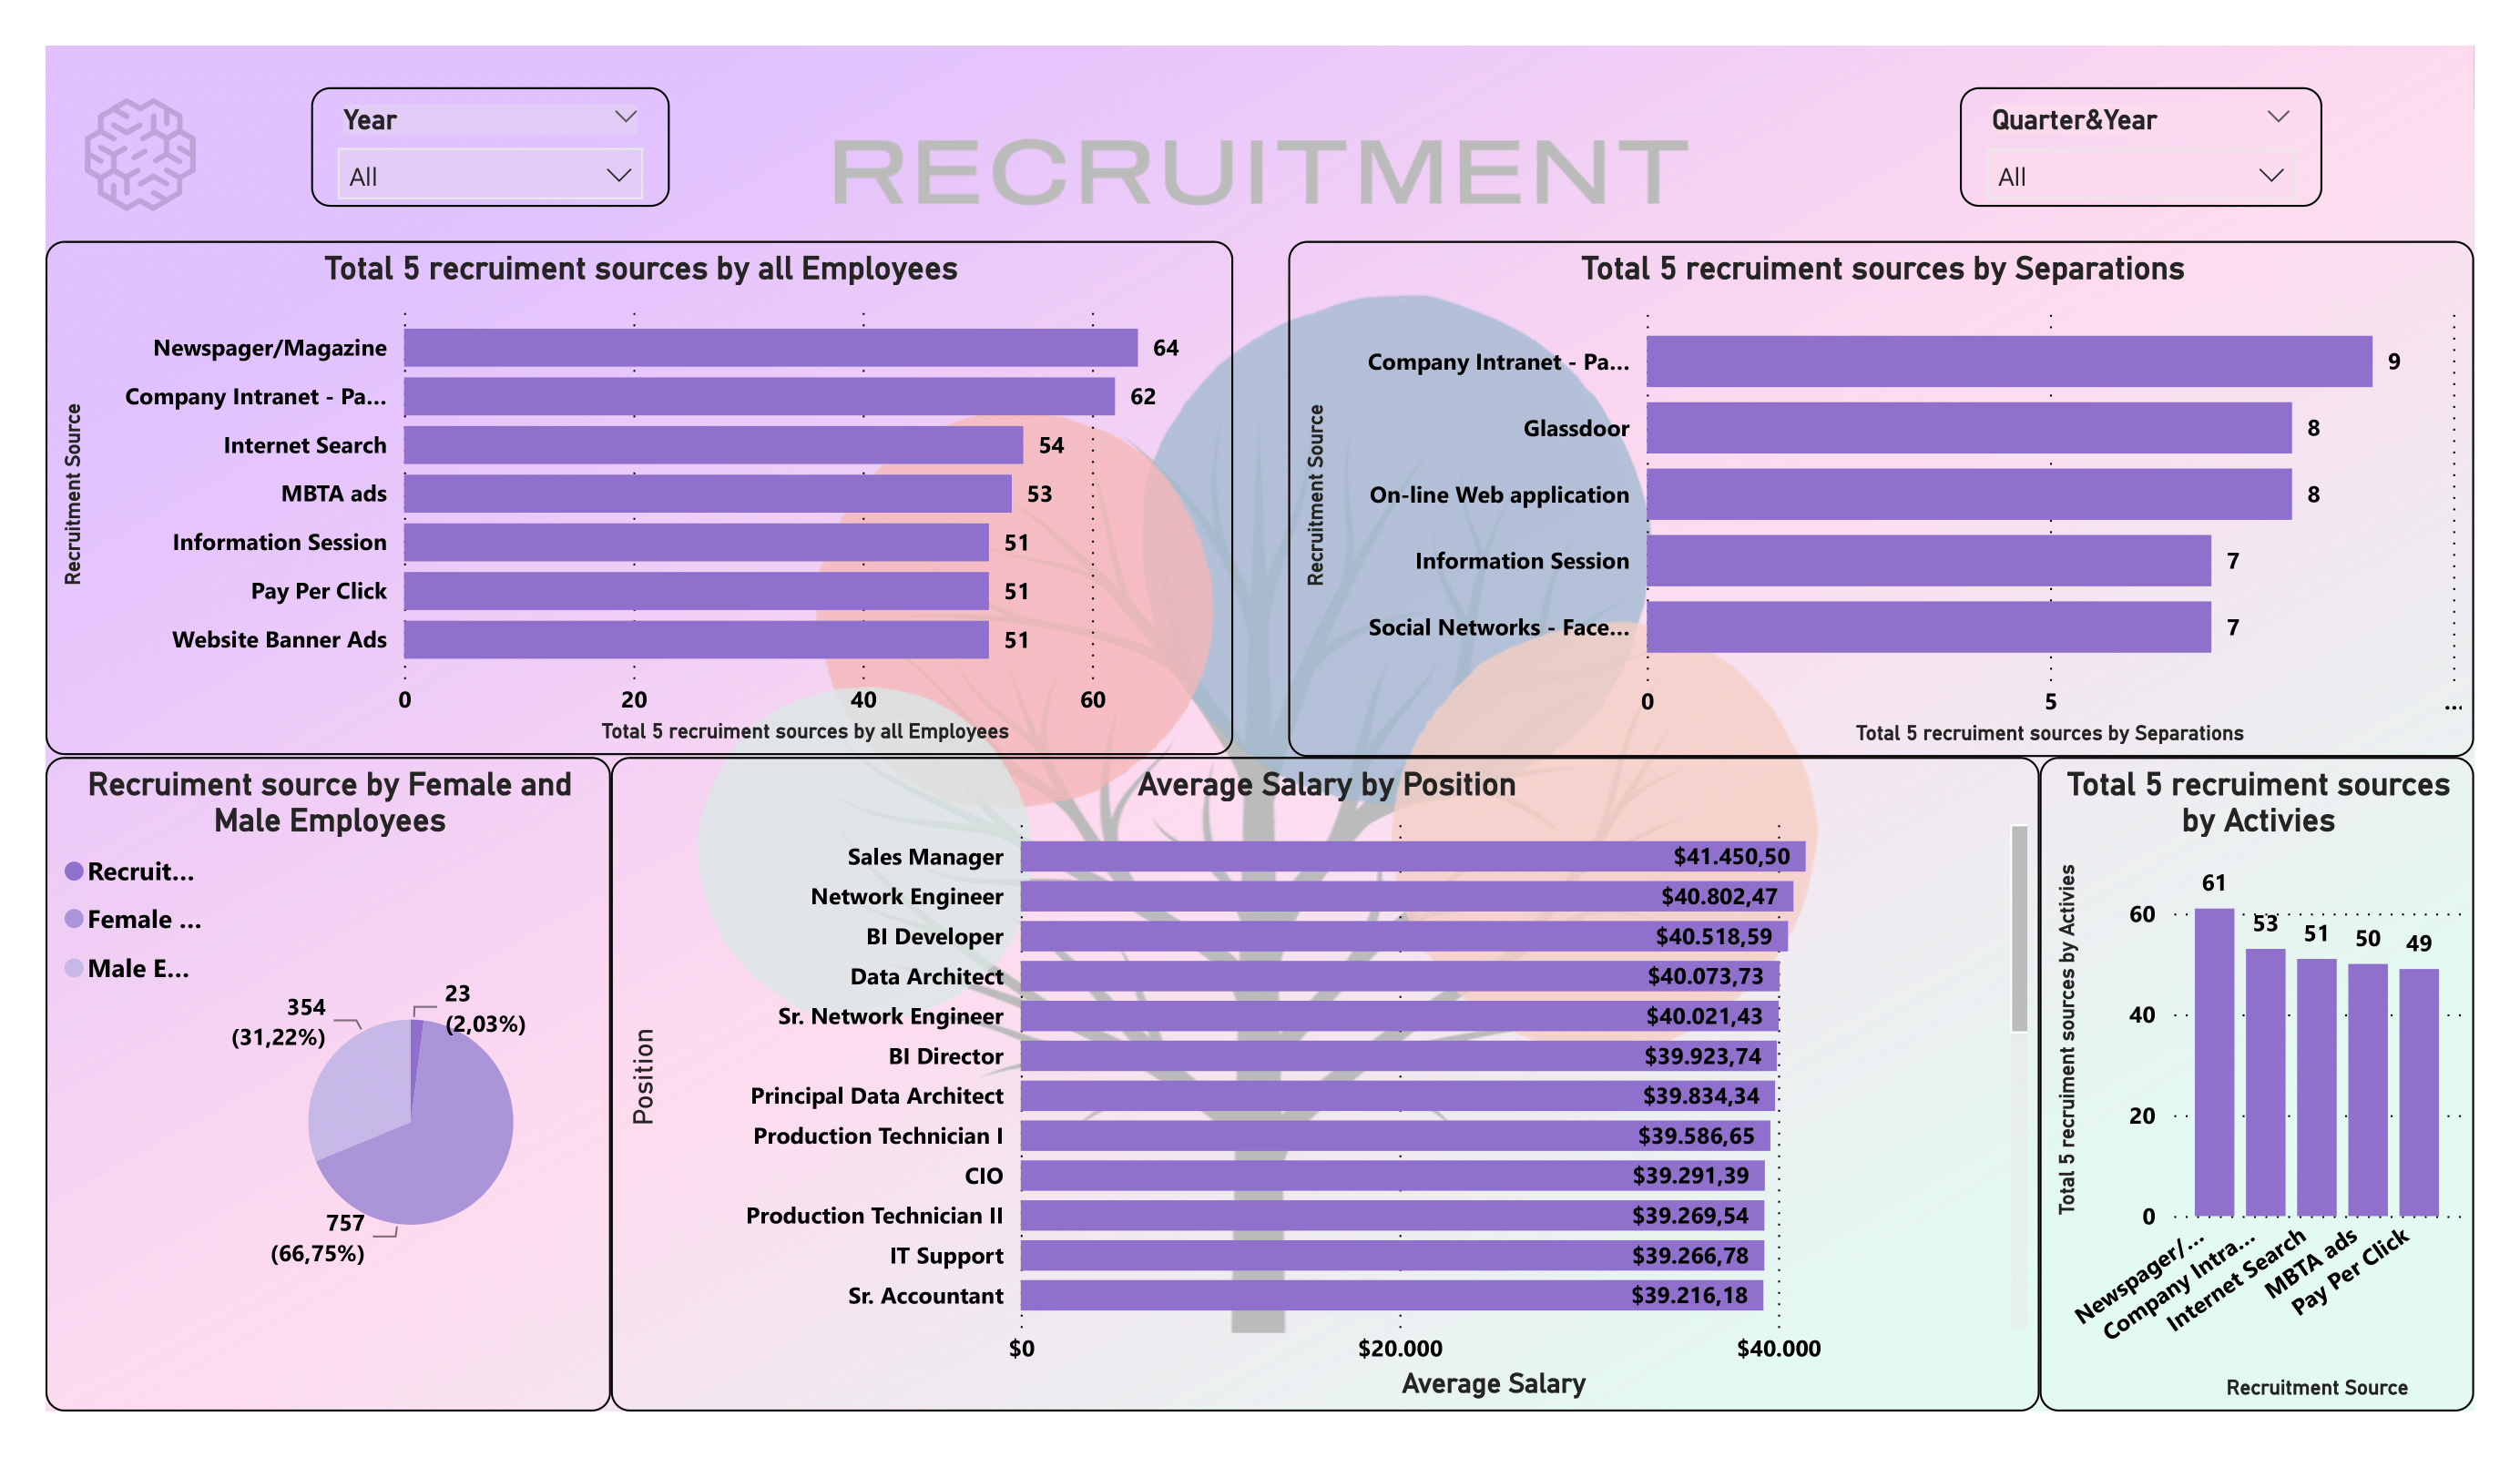 Year
All
RECRUITMENT
Quarter&Year
All
Total 5 recruiment sources by all Employees
Recruitment Source
Newspager/Magazine
64
Company Intranet - Pa...
62
Internet Search
54
MBTA ads
53
Information Session
51
Pay Per Click
51
Website Banner Ads
51
0
20
40
60
Total 5 recruiment sources by all Employees
Total 5 recruiment sources by Separations
Recruitment Source
Company Intranet - Pa...
9
Glassdoor
8
On-line Web application
8
Information Session
7
Social Networks - Face...
7
0
5
...
Total 5 recruiment sources by Separations
Recruiment source by Female and
Male Employees
Recruit...
Female ...
Male E...
354
(31,22%)
23
(2,03%)
757
(66,75%)
Average Salary by Position
Position
Sales Manager
$41.450,50
Network Engineer
$40.802,47
BI Developer
$40.518,59
Data Architect
$40.073,73
Sr. Network Engineer
$40.021,43
BI Director
$39.923,74
Principal Data Architect
$39.834,34
Production Technician I
$39.586,65
CIO
$39.291,39
Production Technician II
$39.269,54
IT Support
$39.266,78
Sr. Accountant
$39.216,18
$0
$20.000
$40.000
Average Salary
Total 5 recruiment sources
by Activies
Total 5 recruiment sources by Activies
60
40
20
0
61
53
51
50
49
Newspager/...
Company Intra...
Internet Search
MBTA ads
Pay Per Click
Recruitment Source